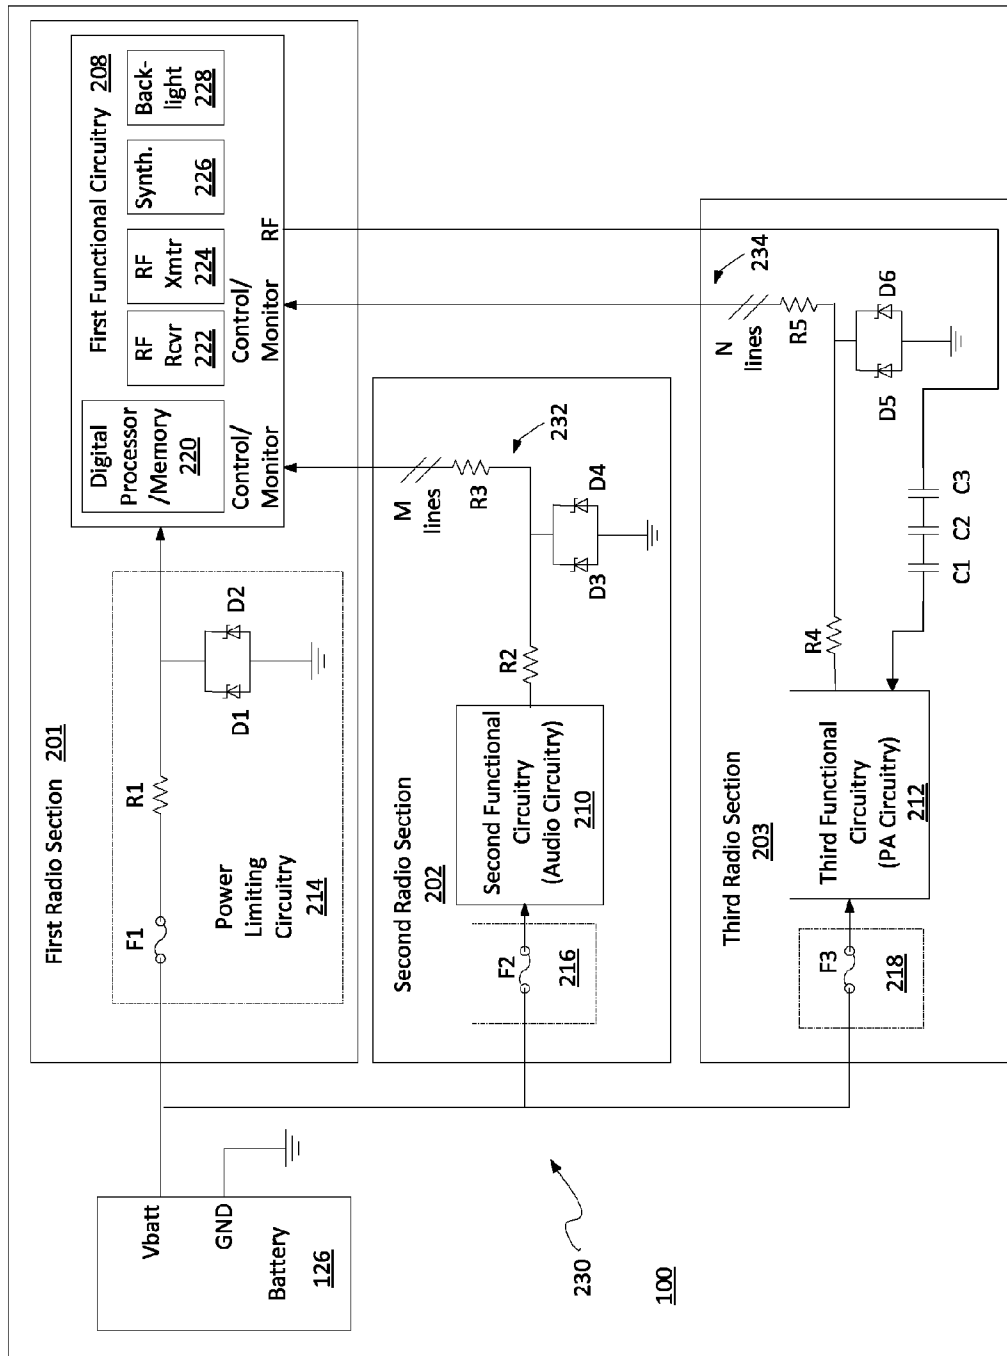 First Radio Section 201
First Functional Circuitry 208
Digital
Processor
/Memory
220
RF
Rcvr
222
RF
Xmtr
224
Synth.
226
Back-
light
228
Control/
Monitor
Control/
Monitor
RF
F1
R1
D1
D2
Power
Limiting
Circuitry
214
Vbatt
GND
Battery
126
Second Radio Section
202
F2
216
Second Functional
Circuitry
(Audio Circuitry)
210
R2
M
lines
R3
232
D3
D4
Third Radio Section
203
F3
218
Third Functional
Circuitry
(PA Circuitry)
212
R4
N
lines
R5
234
D5
D6
C1
C2
C3
230
100